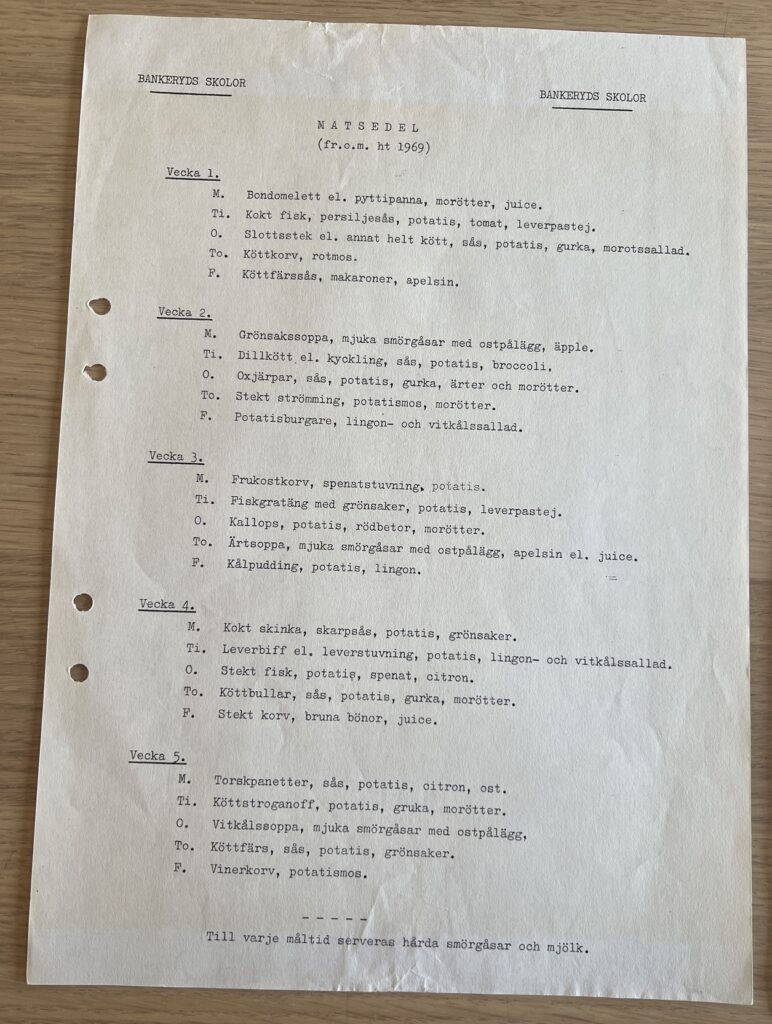 BANKERYDS SKOLOR
BANKERYDS SKOLOR
M A T S E D E L
(fr.o.m. ht 1969)
Vecka 1.
M. Bondomelett el. pyttipanna, morötter, juice.
Ti. Kokt fisk, persiljesås, potatis, tomat, leverpastej.
O. Slottsstek el. annat helt kött, sås, potatis, gurka, morotssallad.
To. Köttkorv, rotmos.
F. Köttfärssås, makaroner, apelsin.
Vecka 2.
M. Grönsakssoppa, mjuka smörgåsar med ostpålägg, äpple.
Ti. Dillkött el. kyckling, sås, potatis, broccoli.
O. Oxjärpar, sås, potatis, gurka, ärter och morötter.
To. Stekt strömming, potatismos, morötter.
F. Potatisburgare, lingon- och vitkålssallad.
Vecka 3.
M. Frukostkorv, spenatstuvning, potatis.
Ti. Fiskgratäng med grönsaker, potatis, leverpastej.
O. Kallops, potatis, rödbetor, morötter.
To. Ärtsoppa, mjuka smörgåsar med ostpålägg, apelsin el. juice.
F. Kålpudding, potatis, lingon.
Vecka 4.
M. Kokt skinka, skarpsås, potatis, grönsaker.
Ti. Leverbiff el. leverstuvning, potatis, lingon- och vitkålssallad.
O. Stekt fisk, potatis, spenat, citron.
To. Köttbullar, sås, potatis, gurka, morötter.
F. Stekt korv, bruna bönor, juice.
Vecka 5.
M. Torskpanetter, sås, potatis, citron, ost.
Ti. Köttstroganoff, potatis, gruka, morötter.
O. Vitkålssoppa, mjuka smörgåsar med ostpålägg,
To. Köttfärs, sås, potatis, grönsaker.
F. Vinerkorv, potatismos.
- - - - -
Till varje måltid serveras hårda smörgåsar och mjölk.